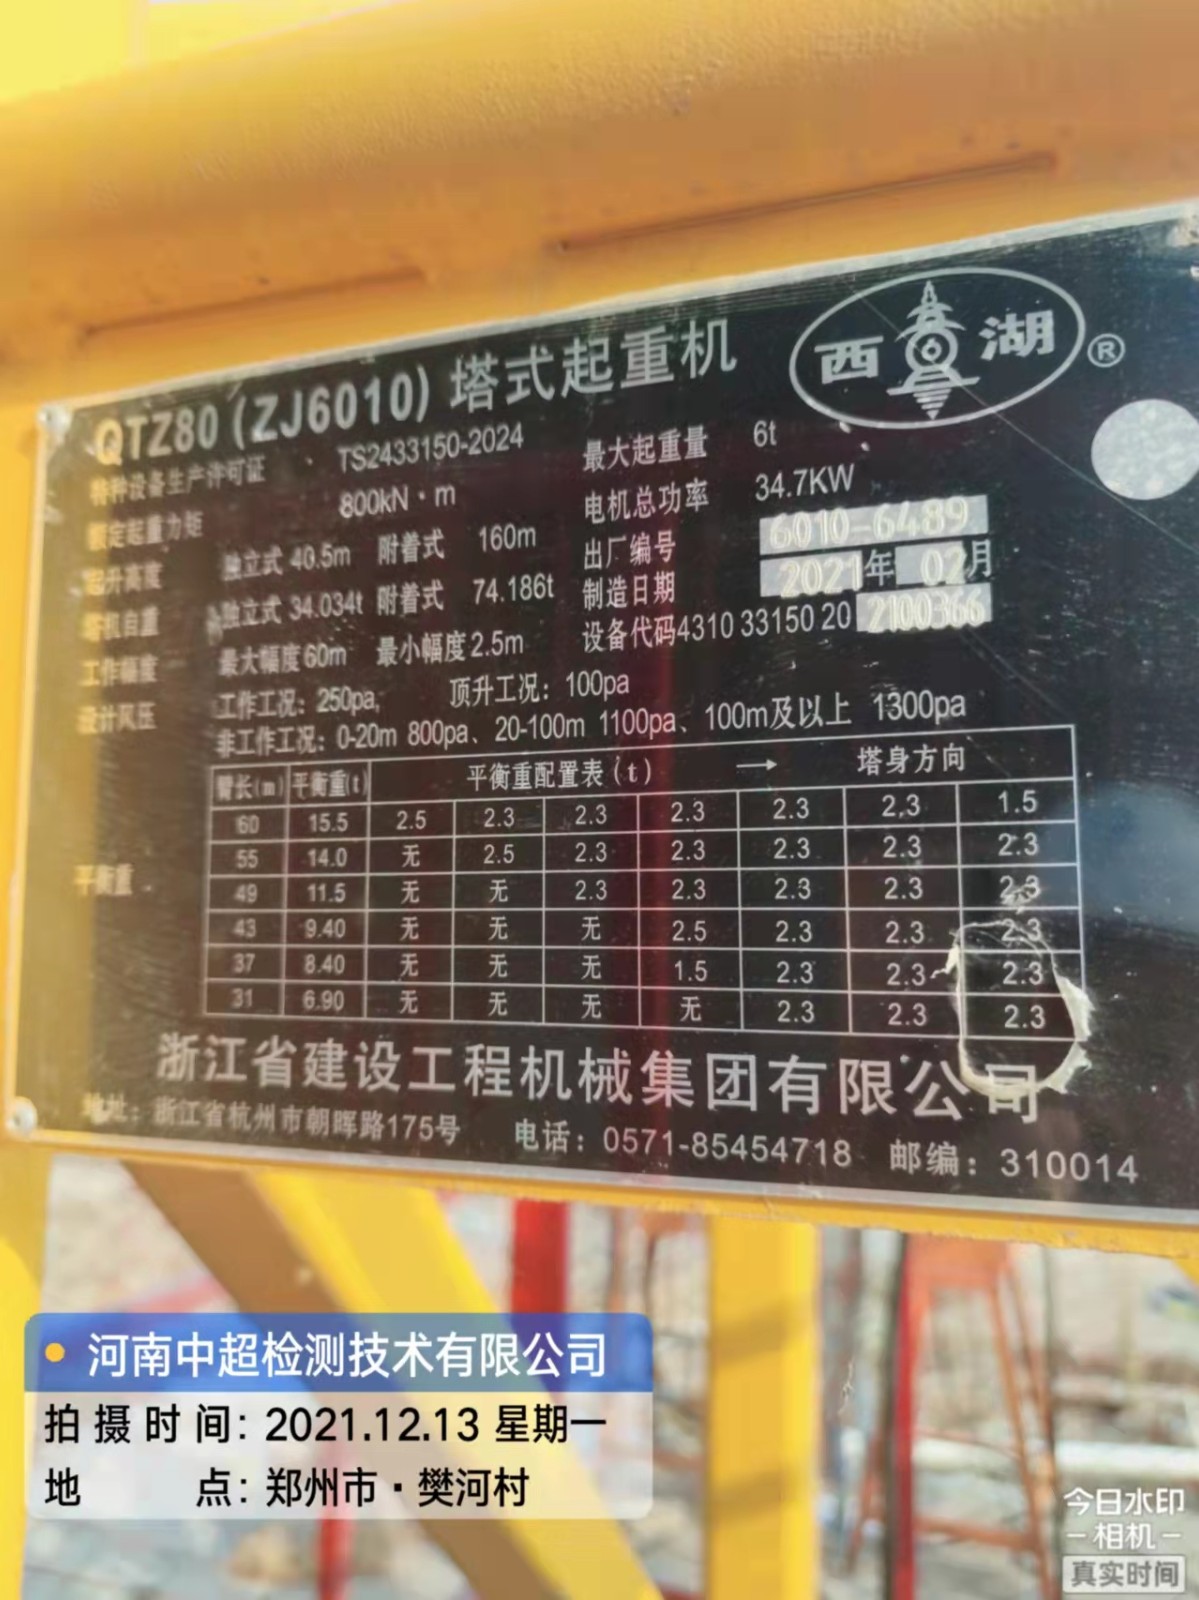 西湖®
QTZ80(ZJ6010)塔式起重机
特种设备生产许可证 TS2433150-2024 最大起重量 6t
额定起重力矩 800kN·m 电机总功率 34.7KW
起升高度 独立式 40.5m 附着式 160m 出厂编号 6010-6489
塔机自重 独立式 34.034t 附着式 74.186t 制造日期 2021年02月
工作幅度 最大幅度60m 最小幅度2.5m 设备代码4310 33150 20 2100366
设计风压 工作工况：250pa, 顶升工况：100pa
非工作工况：0-20m 800pa、20-100m 1100pa、100m及以上 1300pa
平衡重
臂长(m) 平衡重(t) 平衡重配置表(t) → 塔身方向
60 15.5 2.5 2.3 2.3 2.3 2.3 2.3 1.5
55 14.0 无 2.5 2.3 2.3 2.3 2.3 2.3
49 11.5 无 无 2.3 2.3 2.3 2.3 2.3
43 9.40 无 无 无 2.5 2.3 2.3 2.3
37 8.40 无 无 无 1.5 2.3 2.3 2.3
31 6.90 无 无 无 无 2.3 2.3 2.3
浙江省建设工程机械集团有限公司
地址：浙江省杭州市朝晖路175号 电话：0571-85454718 邮编：310014
河南中超检测技术有限公司
拍摄时间：2021.12.13 星期一
地点：郑州市·樊河村
今日水印
-相机-
真实时间